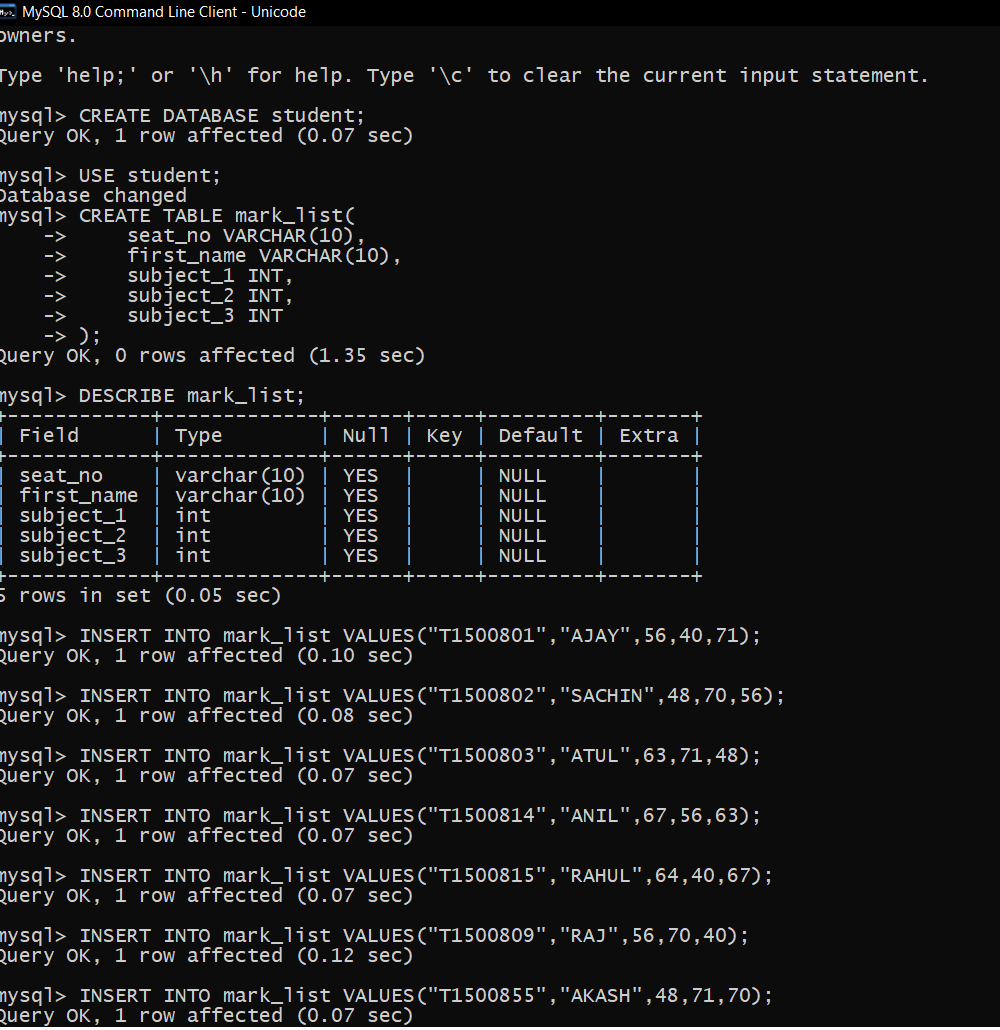 MySQL 8.0 Command Line Client - Unicode
owners.
Type 'help;' or '\h' for help. Type '\c' to clear the current input statement.
mysql> CREATE DATABASE student;
Query OK, 1 row affected (0.07 sec)
mysql> USE student;
Database changed
mysql> CREATE TABLE mark_list(
    ->     seat_no VARCHAR(10),
    ->     first_name VARCHAR(10),
    ->     subject_1 INT,
    ->     subject_2 INT,
    ->     subject_3 INT
    -> );
Query OK, 0 rows affected (1.35 sec)
mysql> DESCRIBE mark_list;
+------------+-------------+------+-----+---------+-------+
| Field      | Type        | Null | Key | Default | Extra |
+------------+-------------+------+-----+---------+-------+
| seat_no    | varchar(10) | YES  |     | NULL    |       |
| first_name | varchar(10) | YES  |     | NULL    |       |
| subject_1  | int         | YES  |     | NULL    |       |
| subject_2  | int         | YES  |     | NULL    |       |
| subject_3  | int         | YES  |     | NULL    |       |
+------------+-------------+------+-----+---------+-------+
5 rows in set (0.05 sec)
mysql> INSERT INTO mark_list VALUES("T1500801","AJAY",56,40,71);
Query OK, 1 row affected (0.10 sec)
mysql> INSERT INTO mark_list VALUES("T1500802","SACHIN",48,70,56);
Query OK, 1 row affected (0.08 sec)
mysql> INSERT INTO mark_list VALUES("T1500803","ATUL",63,71,48);
Query OK, 1 row affected (0.07 sec)
mysql> INSERT INTO mark_list VALUES("T1500814","ANIL",67,56,63);
Query OK, 1 row affected (0.07 sec)
mysql> INSERT INTO mark_list VALUES("T1500815","RAHUL",64,40,67);
Query OK, 1 row affected (0.07 sec)
mysql> INSERT INTO mark_list VALUES("T1500809","RAJ",56,70,40);
Query OK, 1 row affected (0.12 sec)
mysql> INSERT INTO mark_list VALUES("T1500855","AKASH",48,71,70);
Query OK, 1 row affected (0.07 sec)